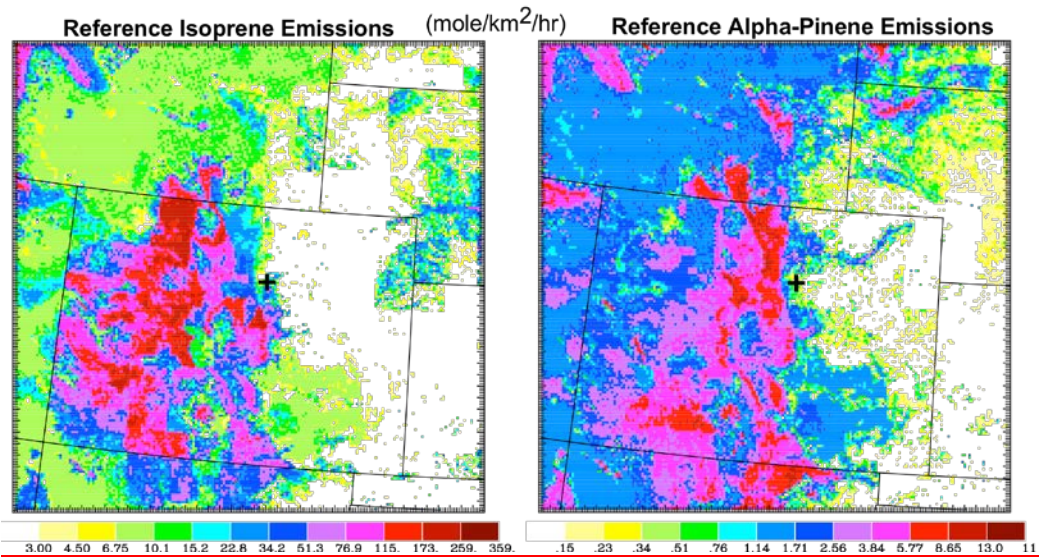 Reference Isoprene Emissions (mole/km²/hr) Reference Alpha-Pinene Emissions
3.00 4.50 6.75 10.1 15.2 22.8 34.2 51.3 76.9 115. 173. 259. 359.
.15 .23 .34 .51 .76 1.14 1.71 2.56 3.84 5.77 8.65 13.0 11